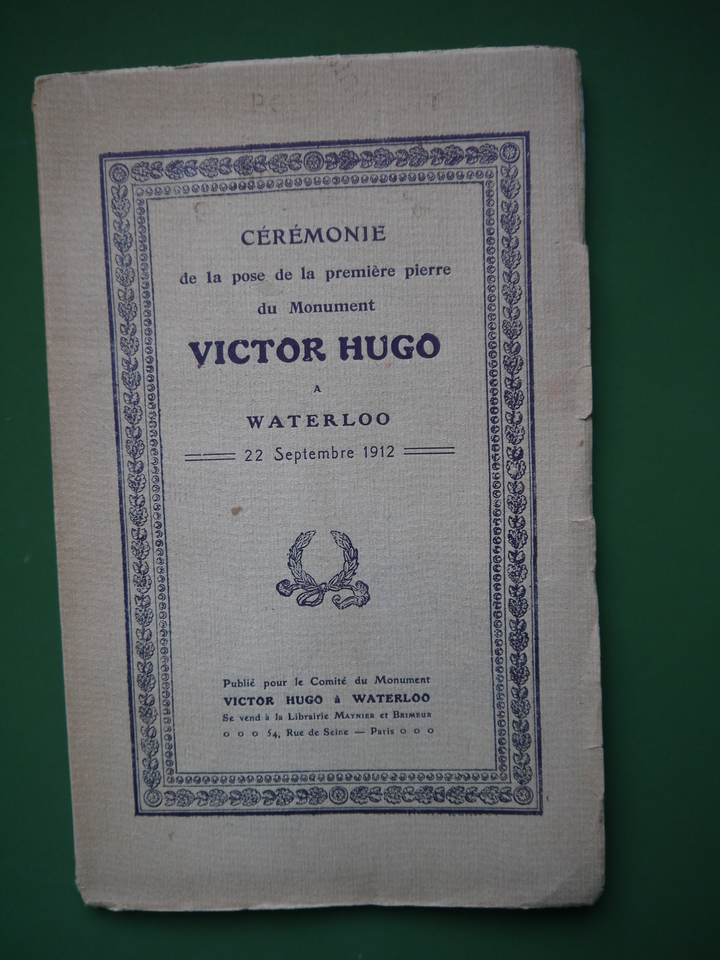 CÉRÉMONIE
de la pose de la première pierre
du Monument
VICTOR HUGO
A
WATERLOO
22 Septembre 1912
Publié pour le Comité du Monument
VICTOR HUGO à WATERLOO
Se vend à la Librairie MAYNIER et BRIMEUR
54, Rue de Seine — Paris